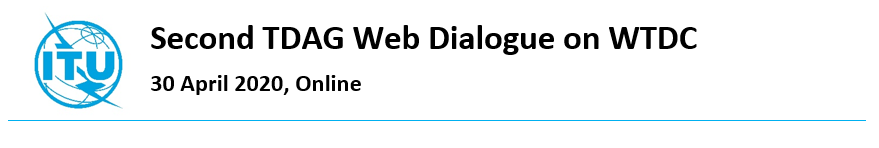 ITU
Second TDAG Web Dialogue on WTDC
30 April 2020, Online